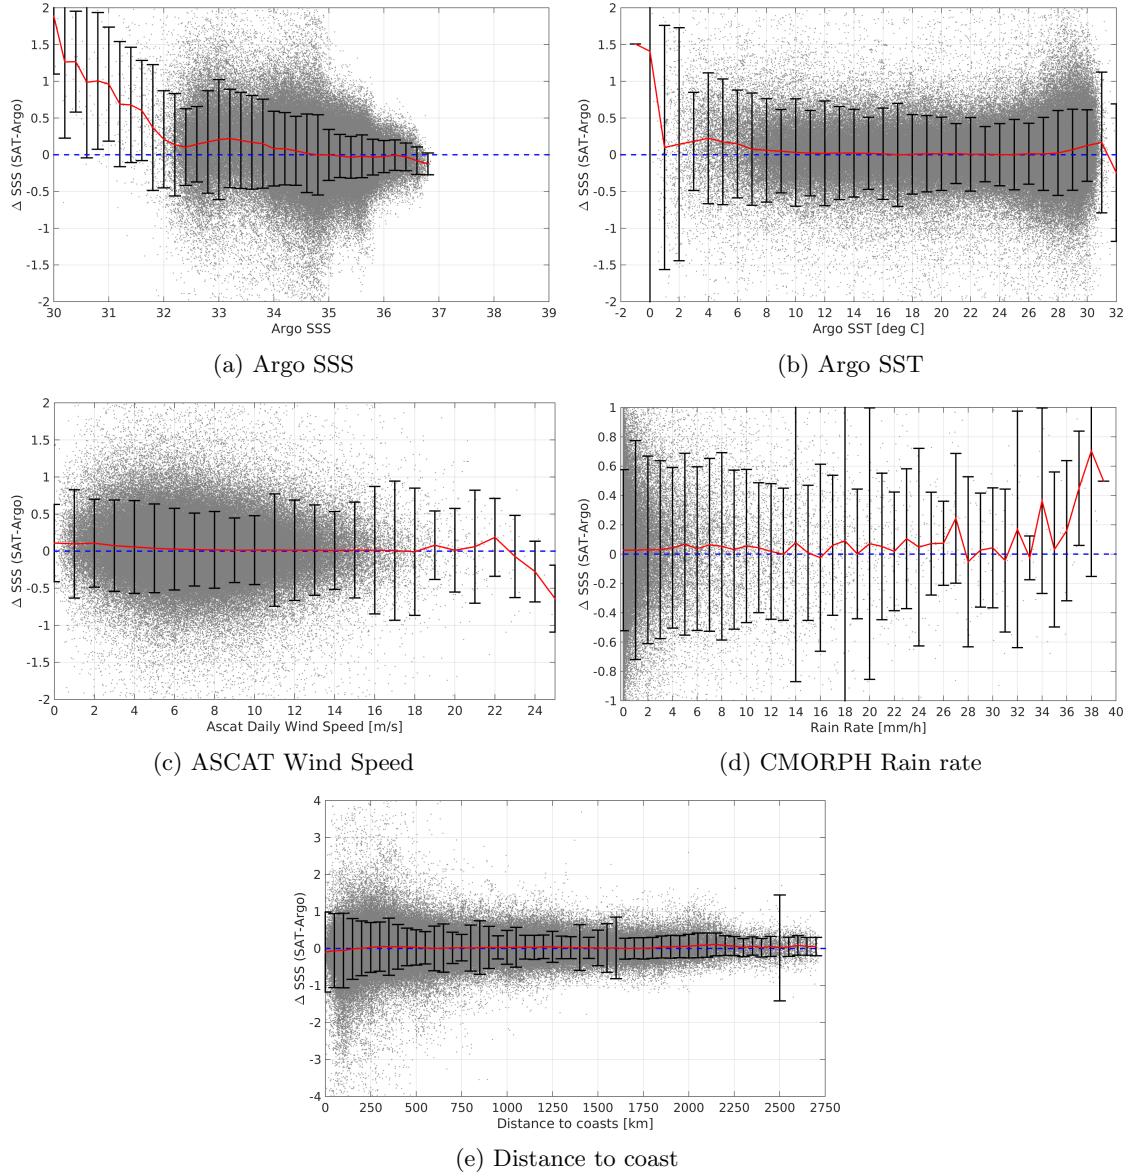 2
1.5
1
0.5
0
-0.5
-1
-1.5
-2
Δ SSS (SAT-Argo)
30 31 32 33 34 35 36 37 38 39
Argo SSS
(a) Argo SSS
2
1.5
1
0.5
0
-0.5
-1
-1.5
-2
Δ SSS (SAT-Argo)
-2 0 2 4 6 8 10 12 14 16 18 20 22 24 26 28 30 32
Argo SST [deg C]
(b) Argo SST
2
1.5
1
0.5
0
-0.5
-1
-1.5
-2
Δ SSS (SAT-Argo)
0 2 4 6 8 10 12 14 16 18 20 22 24
Ascat Daily Wind Speed [m/s]
(c) ASCAT Wind Speed
1
0.8
0.6
0.4
0.2
0
-0.2
-0.4
-0.6
-0.8
-1
Δ SSS (SAT-Argo)
0 2 4 6 8 10 12 14 16 18 20 22 24 26 28 30 32 34 36 38 40
Rain Rate [mm/h]
(d) CMORPH Rain rate
4
3
2
1
0
-1
-2
-3
-4
Δ SSS (SAT-Argo)
0 250 500 750 1000 1250 1500 1750 2000 2250 2500 2750
Distance to coasts [km]
(e) Distance to coast